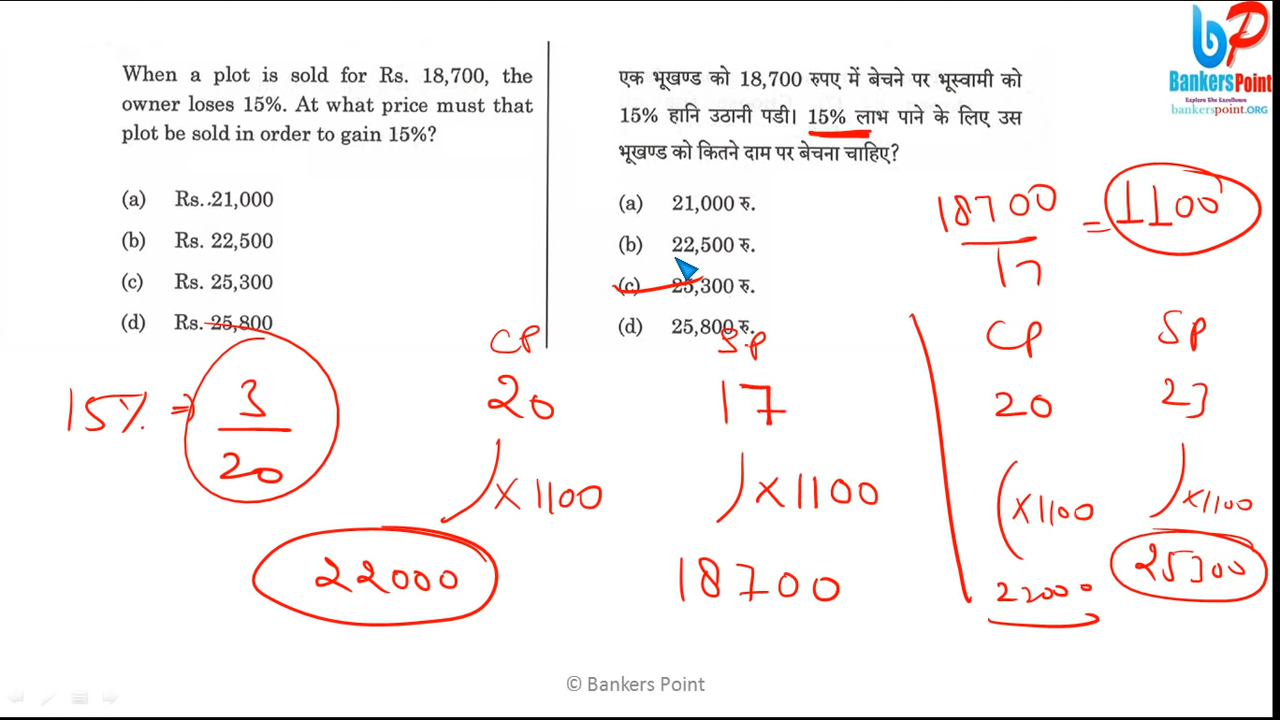 When a plot is sold for Rs. 18,700, the
owner loses 15%. At what price must that
plot be sold in order to gain 15%?
(a) Rs. 21,000
(b) Rs. 22,500
(c) Rs. 25,300
(d) Rs. 25,800
एक भूखण्ड को 18,700 रुपए में बेचने पर भूस्वामी को
15% हानि उठानी पडी। 15% लाभ पाने के लिए उस
भूखण्ड को कितने दाम पर बेचना चाहिए?
(a) 21,000 रु.
(b) 22,500 रु.
(c) 25,300 रु.
(d) 25,800 रु.
bP
BankersPoint
Explore The Excellence
bankerspoint.ORG
18700
17
= 1100
15% ⇒ 3
20
CP SP
20 17
×1100 ×1100
22000 18700
CP SP
20 23
×1100 ×1100
22000 25300
© Bankers Point